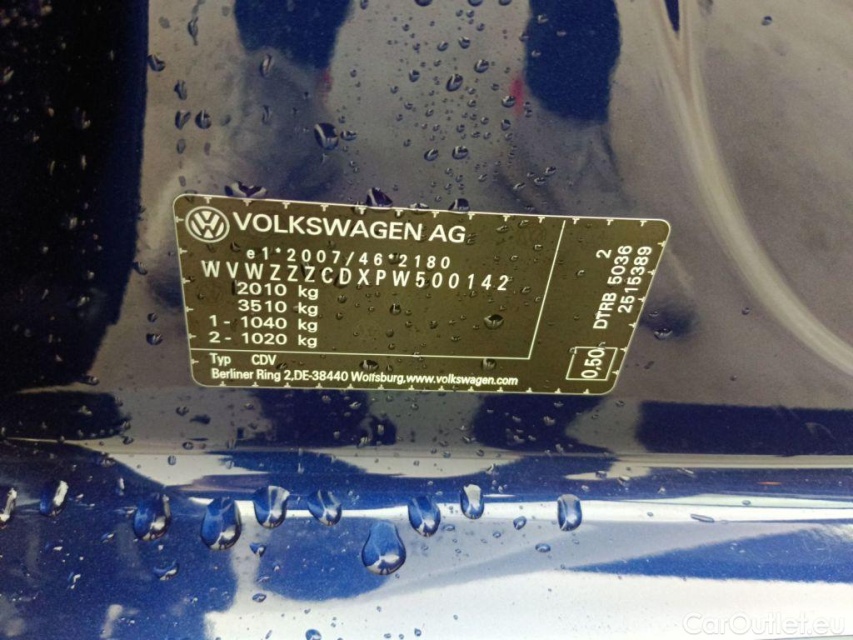 VOLKSWAGEN AG
e1*2007/46*2180
WVWZZZCDXPW500142
2010 kg
3510 kg
1- 1040 kg
2- 1020 kg
Typ CDV
Berliner Ring 2,DE-38440 Wolfsburg,www.volkswagen.com
2
DTRB 5036
2515389
0,50
CarOutlet.eu